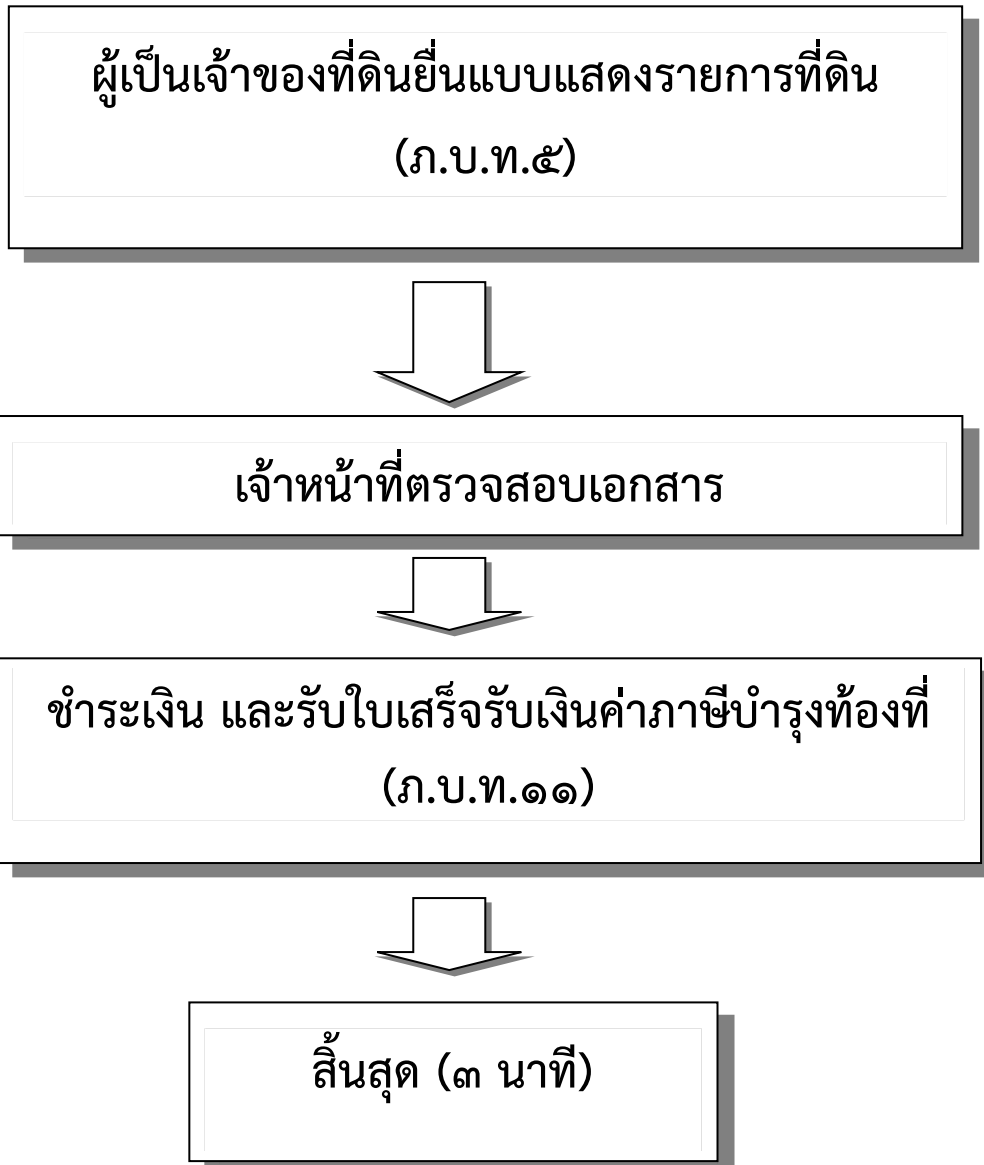 ผู้เป็นเจ้าของที่ดินยื่นแบบแสดงรายการที่ดิน
(ภ.บ.ท.๕)
เจ้าหน้าที่ตรวจสอบเอกสาร
ชำระเงิน และรับใบเสร็จรับเงินค่าภาษีบำรุงท้องที่
(ภ.บ.ท.๑๑)
สิ้นสุด (๓ นาที)